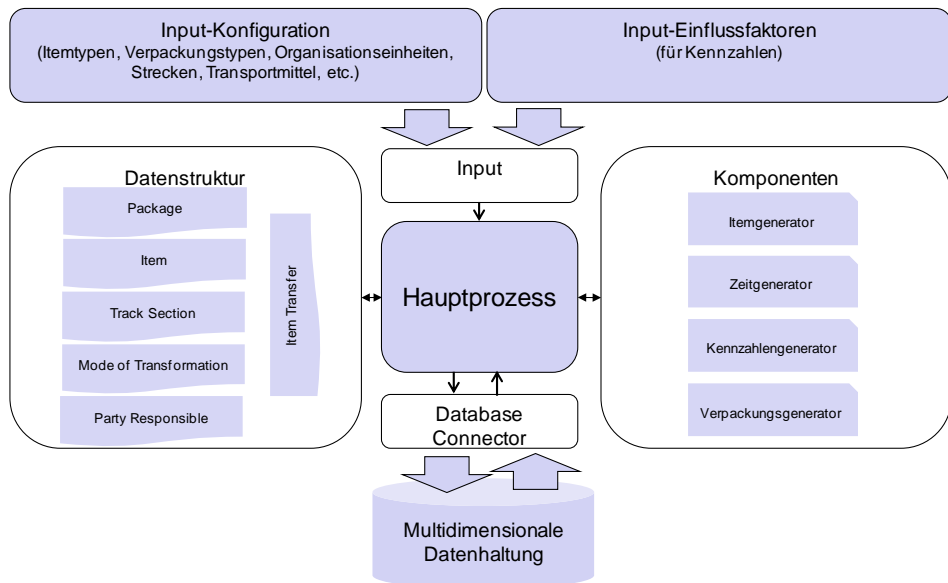 Input-Konfiguration
(Itemtypen, Verpackungstypen, Organisationseinheiten,
Strecken, Transportmittel, etc.)
Input-Einflussfaktoren
(für Kennzahlen)
Input
Datenstruktur
Package
Item
Track Section
Mode of Transformation
Party Responsible
Item Transfer
Hauptprozess
Komponenten
Itemgenerator
Zeitgenerator
Kennzahlengenerator
Verpackungsgenerator
Database
Connector
Multidimensionale
Datenhaltung